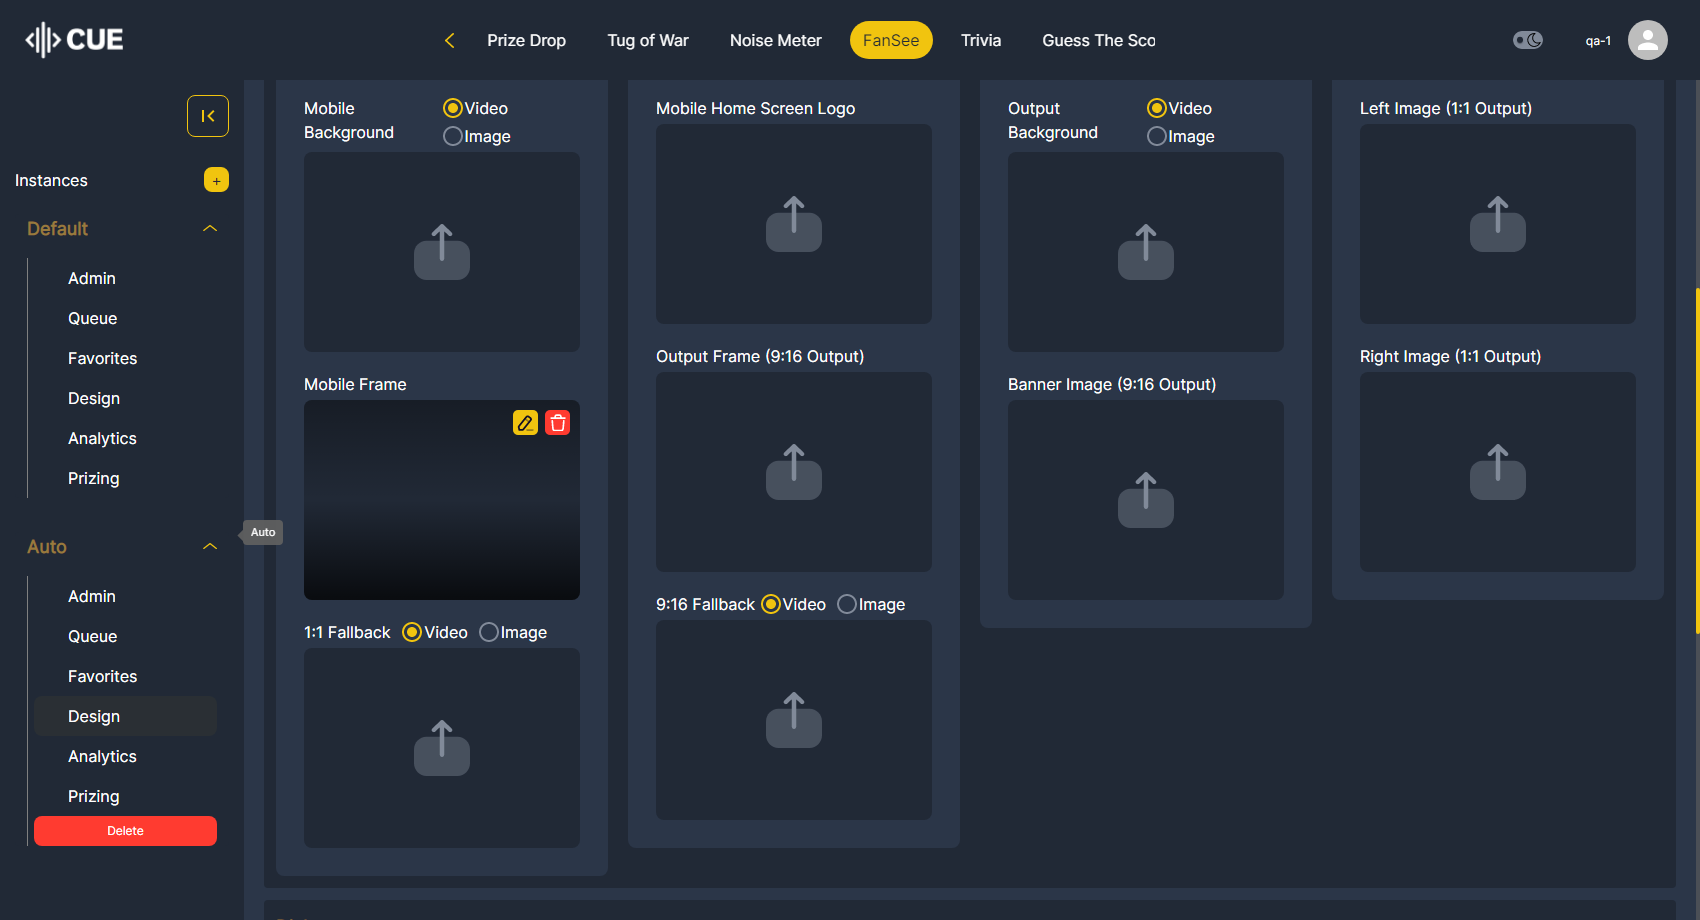 CUE
Prize Drop
Tug of War
Noise Meter
FanSee
Trivia
Guess The Sco
qa-1
Instances
+
Default
Admin
Queue
Favorites
Design
Analytics
Prizing
Auto
Auto
Admin
Queue
Favorites
Design
Analytics
Prizing
Delete
Mobile
Background
Video
Image
Mobile Frame
1:1 Fallback
Video
Image
Mobile Home Screen Logo
Output Frame (9:16 Output)
9:16 Fallback
Video
Image
Output
Background
Video
Image
Banner Image (9:16 Output)
Left Image (1:1 Output)
Right Image (1:1 Output)